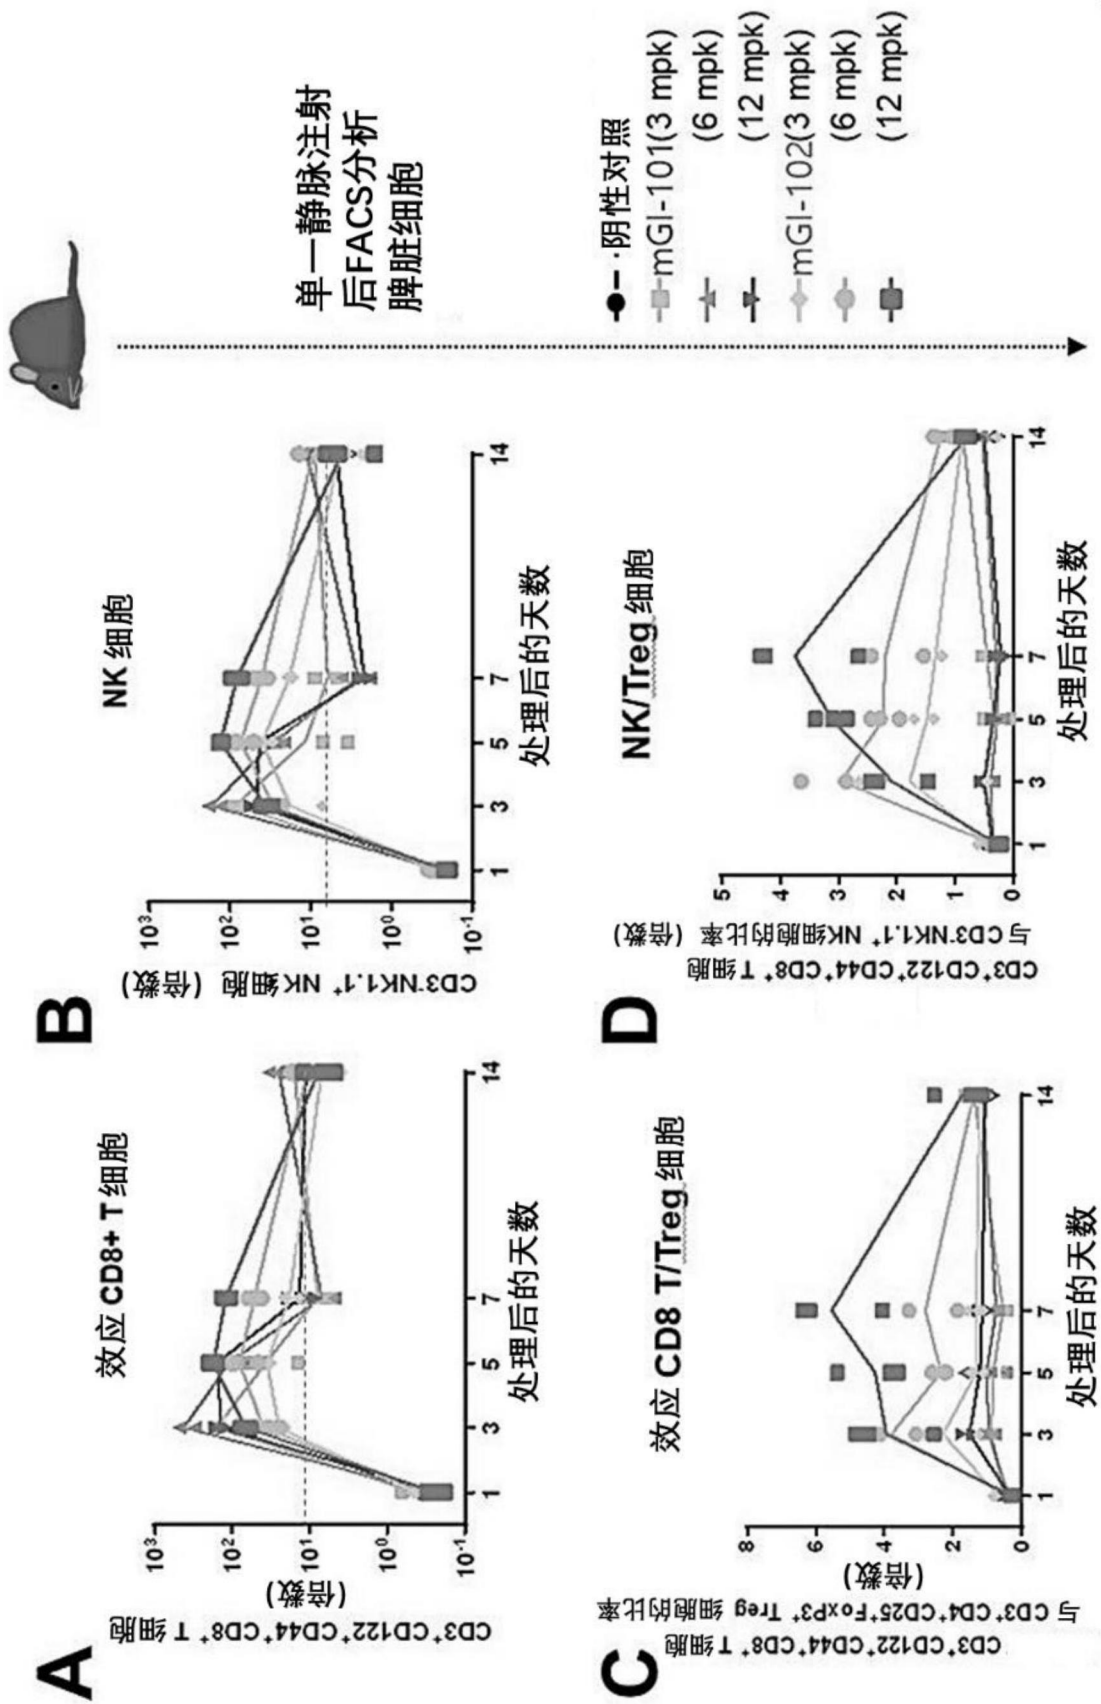 A
效应 CD8+ T 细胞
CD3⁺CD122⁺CD44⁺CD8⁺ T 细胞
(倍数)
10³
10²
10¹
10⁰
10⁻¹
1
3
5
7
14
处理后的天数
B
NK 细胞
CD3⁻NK1.1⁺ NK 细胞 (倍数)
10³
10²
10¹
10⁰
10⁻¹
1
3
5
7
14
处理后的天数
单一静脉注射
后FACS分析
脾脏细胞
C
效应 CD8 T/Treg 细胞
CD3⁺CD122⁺CD44⁺CD8⁺ T 细胞
与 CD3⁺CD4⁺CD25⁺FoxP3⁺ Treg 细胞的比率
(倍数)
8
6
4
2
0
1
3
5
7
14
处理后的天数
D
NK/Treg 细胞
CD3⁺CD122⁺CD44⁺CD8⁺ T 细胞
与 CD3⁻NK1.1⁺ NK 细胞的比率 (倍数)
5
4
3
2
1
0
1
3
5
7
14
处理后的天数
阴性对照
mGI-101(3 mpk)
(6 mpk)
(12 mpk)
mGI-102(3 mpk)
(6 mpk)
(12 mpk)